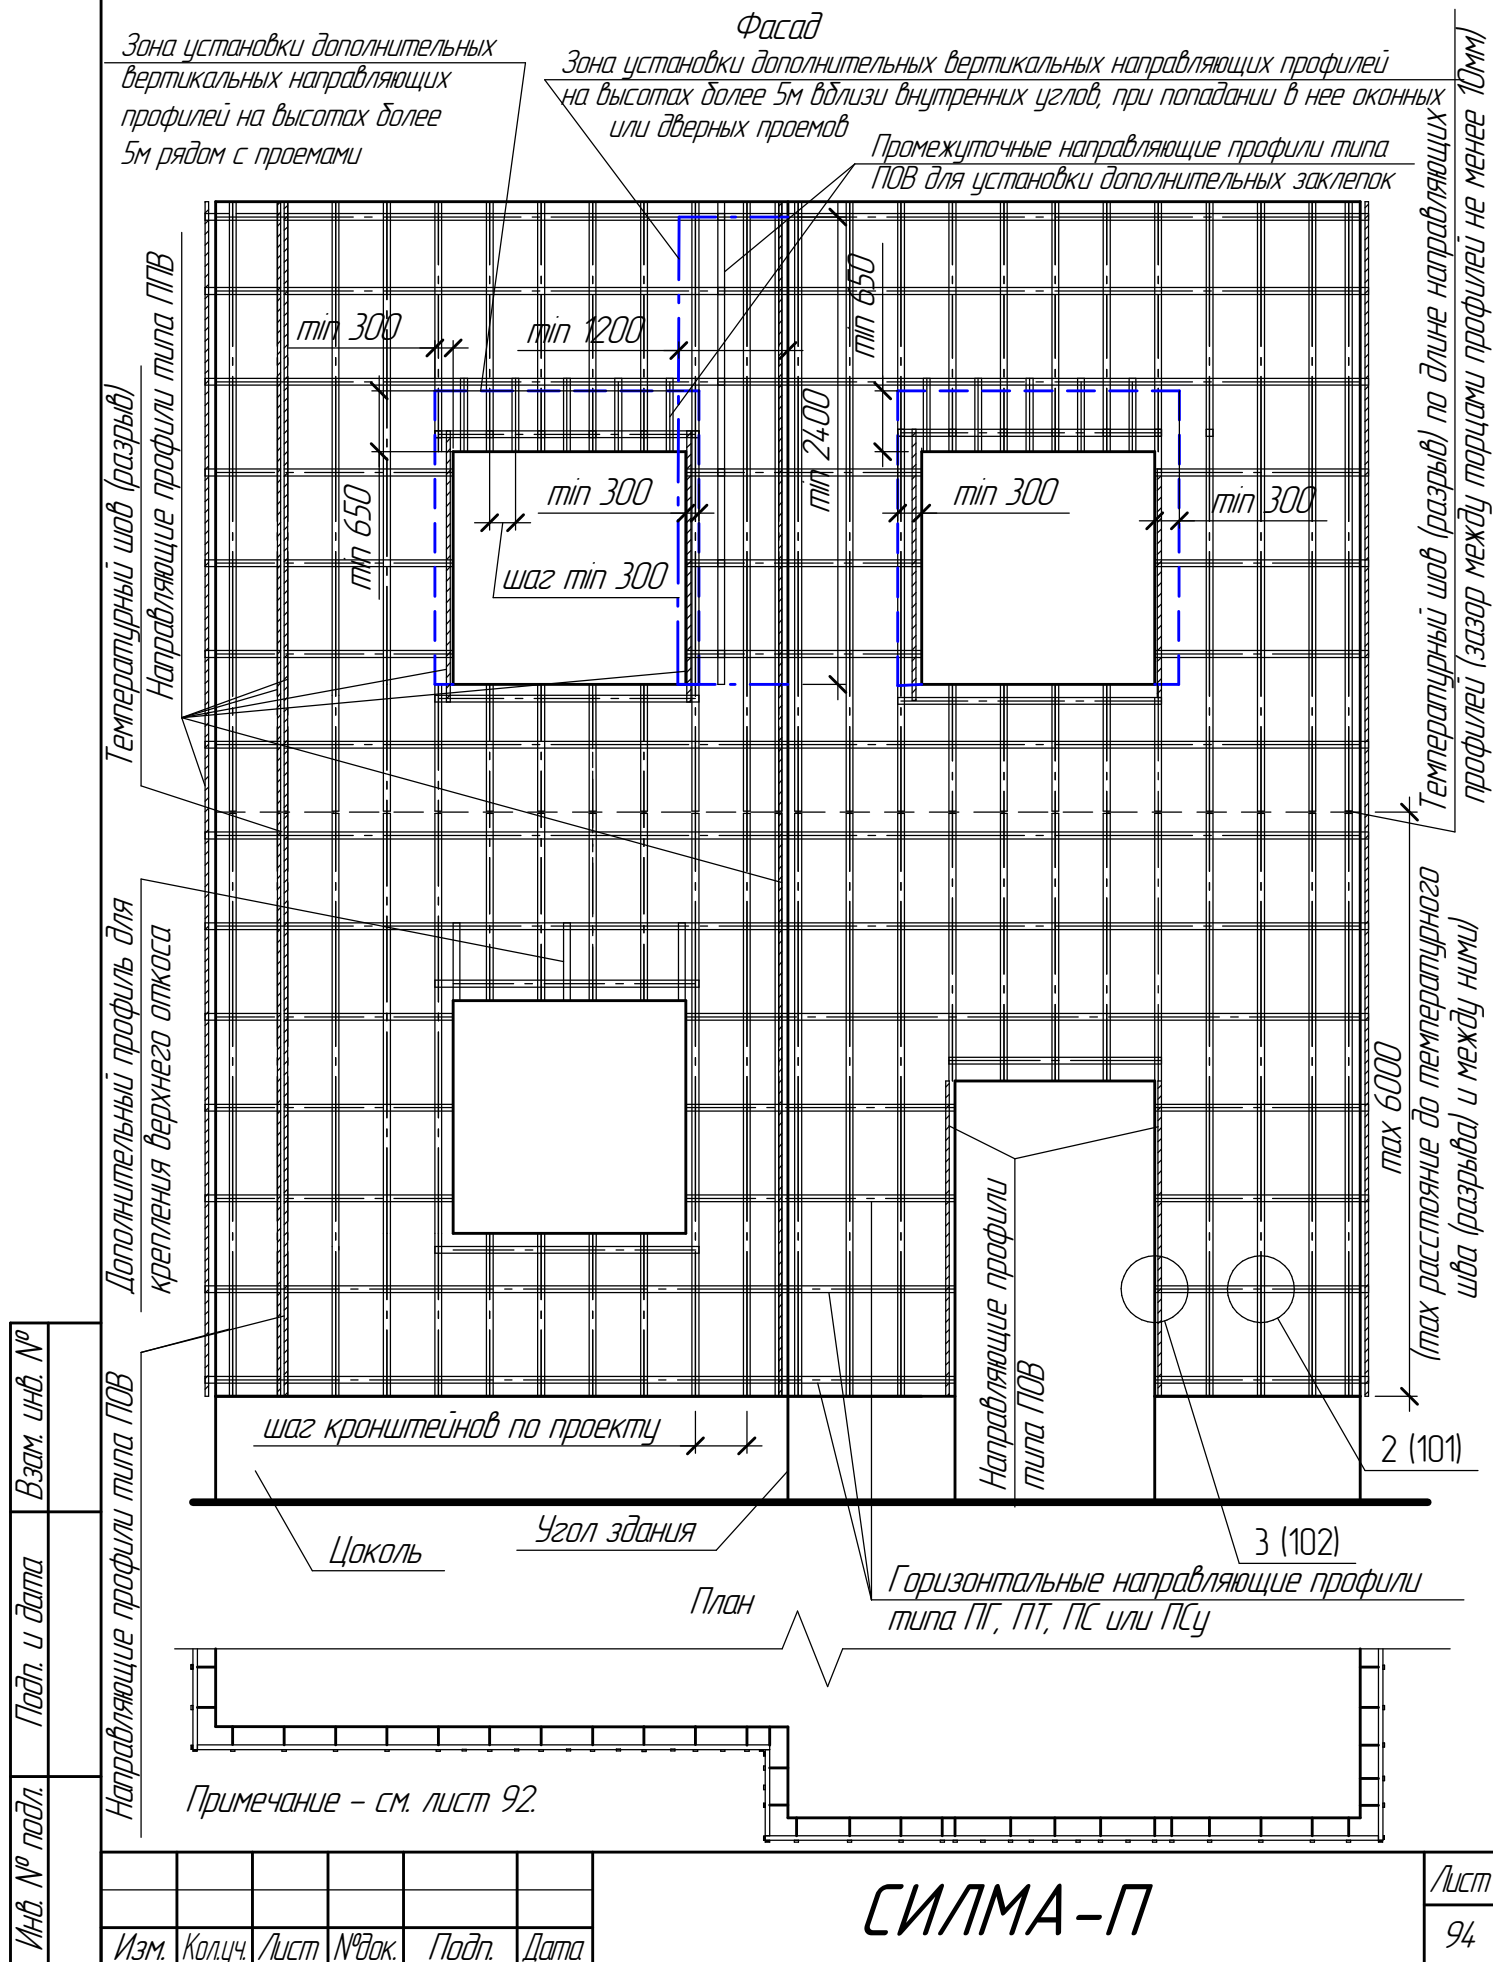 Фасад
Зона установки дополнительных
вертикальных направляющих
профилей на высотах более
5м рядом с проемами
Зона установки дополнительных вертикальных направляющих профилей
на высотах более 5м вблизи внутренних углов, при попадании в нее оконных
или дверных проемов
Промежуточные направляющие профили типа
ПОВ для установки дополнительных заклепок
Температурный шов (разрыв) по длине направляющих
профилей (зазор между торцами профилей не менее 10мм)
Температурный шов (разрыв)
Направляющие профили типа ППВ
min 300
min 1200
min 650
min 650
min 2400
min 300
шаг min 300
min 300
min 300
Дополнительный профиль для
крепления верхнего откоса
max 6000
(max расстояние до температурного
шва (разрыва) и между ними)
Направляющие профили
типа ПОВ
Направляющие профили типа ПОВ
шаг кронштейнов по проекту
2 (101)
3 (102)
Цоколь
Угол здания
Горизонтальные направляющие профили
типа ПГ, ПТ, ПС или ПСу
План
Примечание - см. лист 92.
Взам. инв. №
Подп. и дата
Инв. № подл.
Изм.
Кол.уч.
Лист
№док.
Подп.
Дата
СИЛМА-П
Лист
94